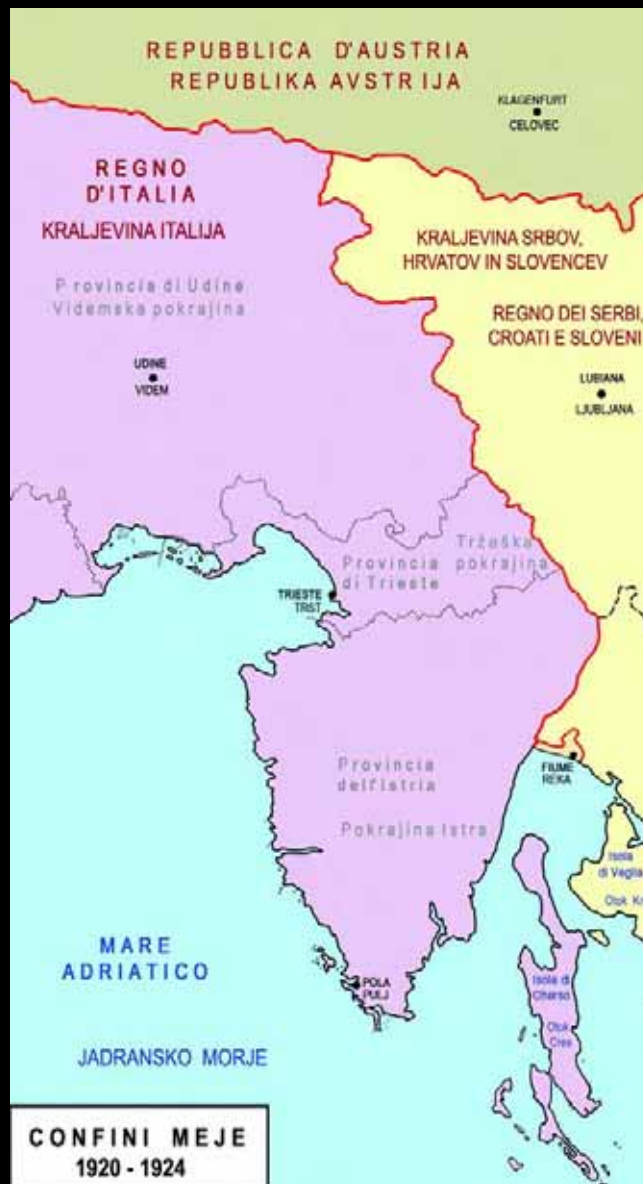 REPUBBLICA D'AUSTRIA
REPUBLIKA AVSTRIJA
KLAGENFURT
CELOVEC
REGNO
D'ITALIA
KRALJEVINA ITALIJA
KRALJEVINA SRBOV,
HRVATOV IN SLOVENCEV
Provincia di Udine
Videmska pokrajina
REGNO DEI SERBI,
CROATI E SLOVENI
UDINE
VIDEM
LUBIANA
LJUBLJANA
Provincia
di Trieste
Tržaška
pokrajina
TRIESTE
TRST
Provincia
dell'Istria
Pokrajina Istra
FIUME
REKA
Isola
di Veglia
Otok K
MARE
ADRIATICO
POLA
PULJ
Isola di
Cherso
Otok
Cres
JADRANSKO MORJE
CONFINI MEJE
1920 - 1924